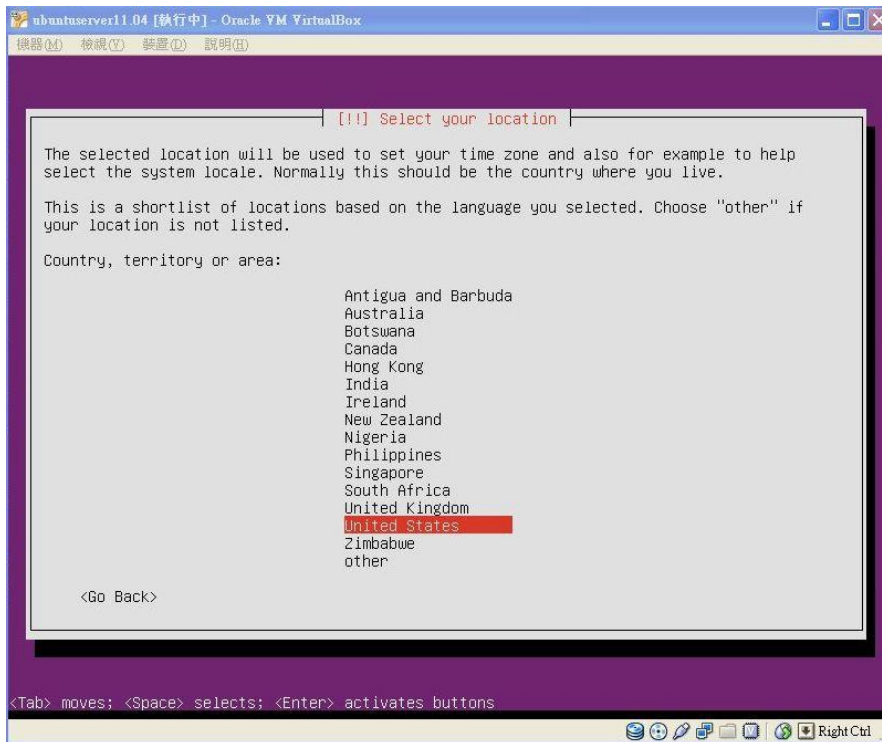 ubuntuserver11.04 [執行中] - Oracle VM VirtualBox
機器(M) 檢視(V) 裝置(D) 說明(H)
[!!] Select your location
The selected location will be used to set your time zone and also for example to help
select the system locale. Normally this should be the country where you live.
This is a shortlist of locations based on the language you selected. Choose "other" if
your location is not listed.
Country, territory or area:
Antigua and Barbuda
Australia
Botswana
Canada
Hong Kong
India
Ireland
New Zealand
Nigeria
Philippines
Singapore
South Africa
United Kingdom
United States
Zimbabwe
other
<Go Back>
<Tab> moves; <Space> selects; <Enter> activates buttons
Right Ctrl